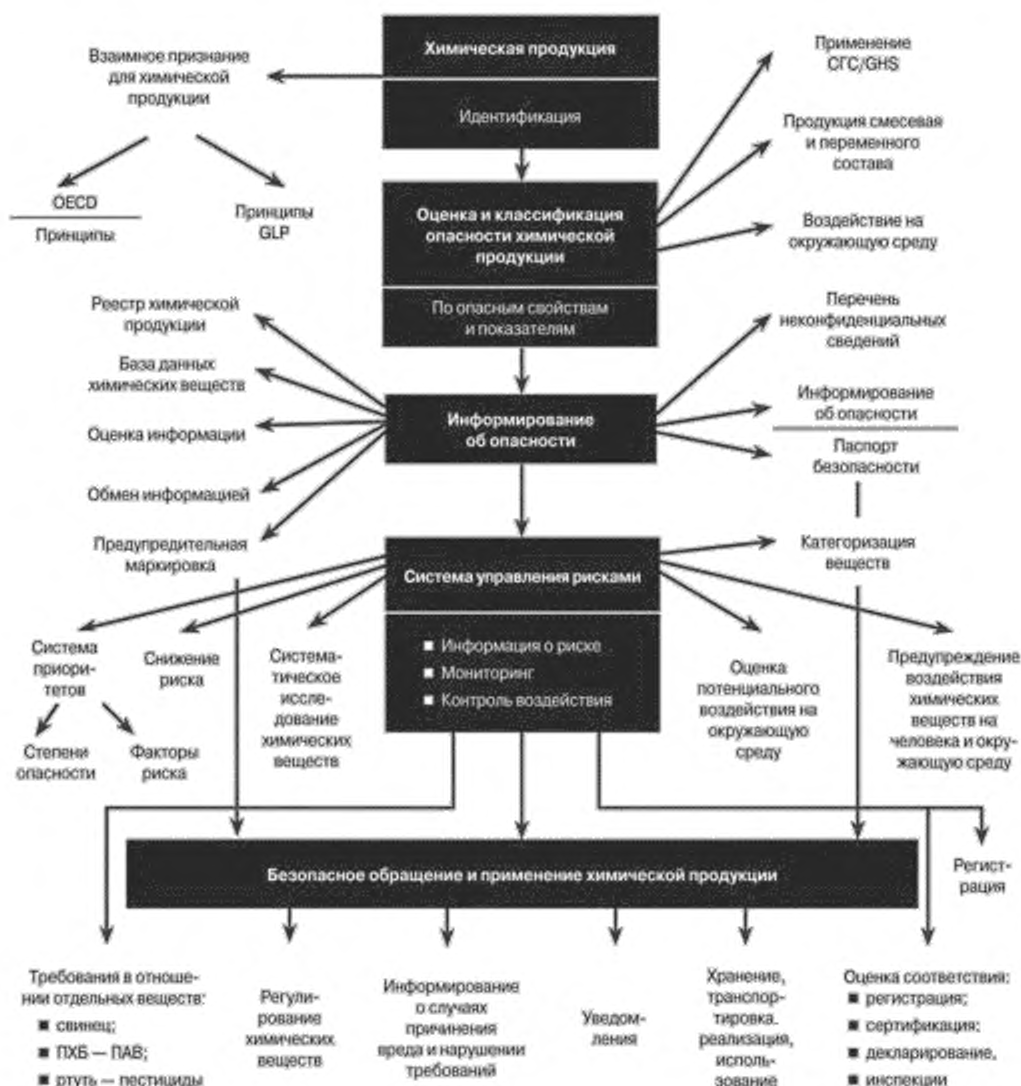 Химическая продукция
Идентификация
Взаимное признание
для химической
продукции
OECD
Принципы
Принципы
GLP
Применение
СГС/GHS
Продукция смесевая
и переменного
состава
Воздействие на
окружающую среду
Оценка и классификация
опасности химической
продукции
По опасным свойствам
и показателям
Реестр химической
продукции
База данных
химических веществ
Оценка информации
Обмен информацией
Предупредительная
маркировка
Информирование
об опасности
Перечень
неконфиденциальных
сведений
Информирование
об опасности
Паспорт
безопасности
Категоризация
веществ
Система управления рисками
■ Информация о риске
■ Мониторинг
■ Контроль воздействия
Система
приори-
тетов
Степени
опасности
Факторы
риска
Снижение
риска
Система-
тическое
иссле-
дование
химических
веществ
Оценка
потенциального
воздействия на
окружающую
среду
Предупреждение
воздействия
химических
веществ на
человека и окру-
жающую среду
Безопасное обращение и применение химической продукции
Регист-
рация
Требования в отноше-
нии отдельных веществ:
■ свинец;
■ ПХБ — ПАВ;
■ ртуть — пестициды
Регули-
рование
химических
веществ
Информирование
о случаях
причинения
вреда и нарушении
требований
Уведом-
ления
Хранение,
транспор-
тировка.
реализация,
исполь-
зование
Оценка соответствия:
■ регистрация;
■ сертификация;
■ декларирование,
■ инспекции